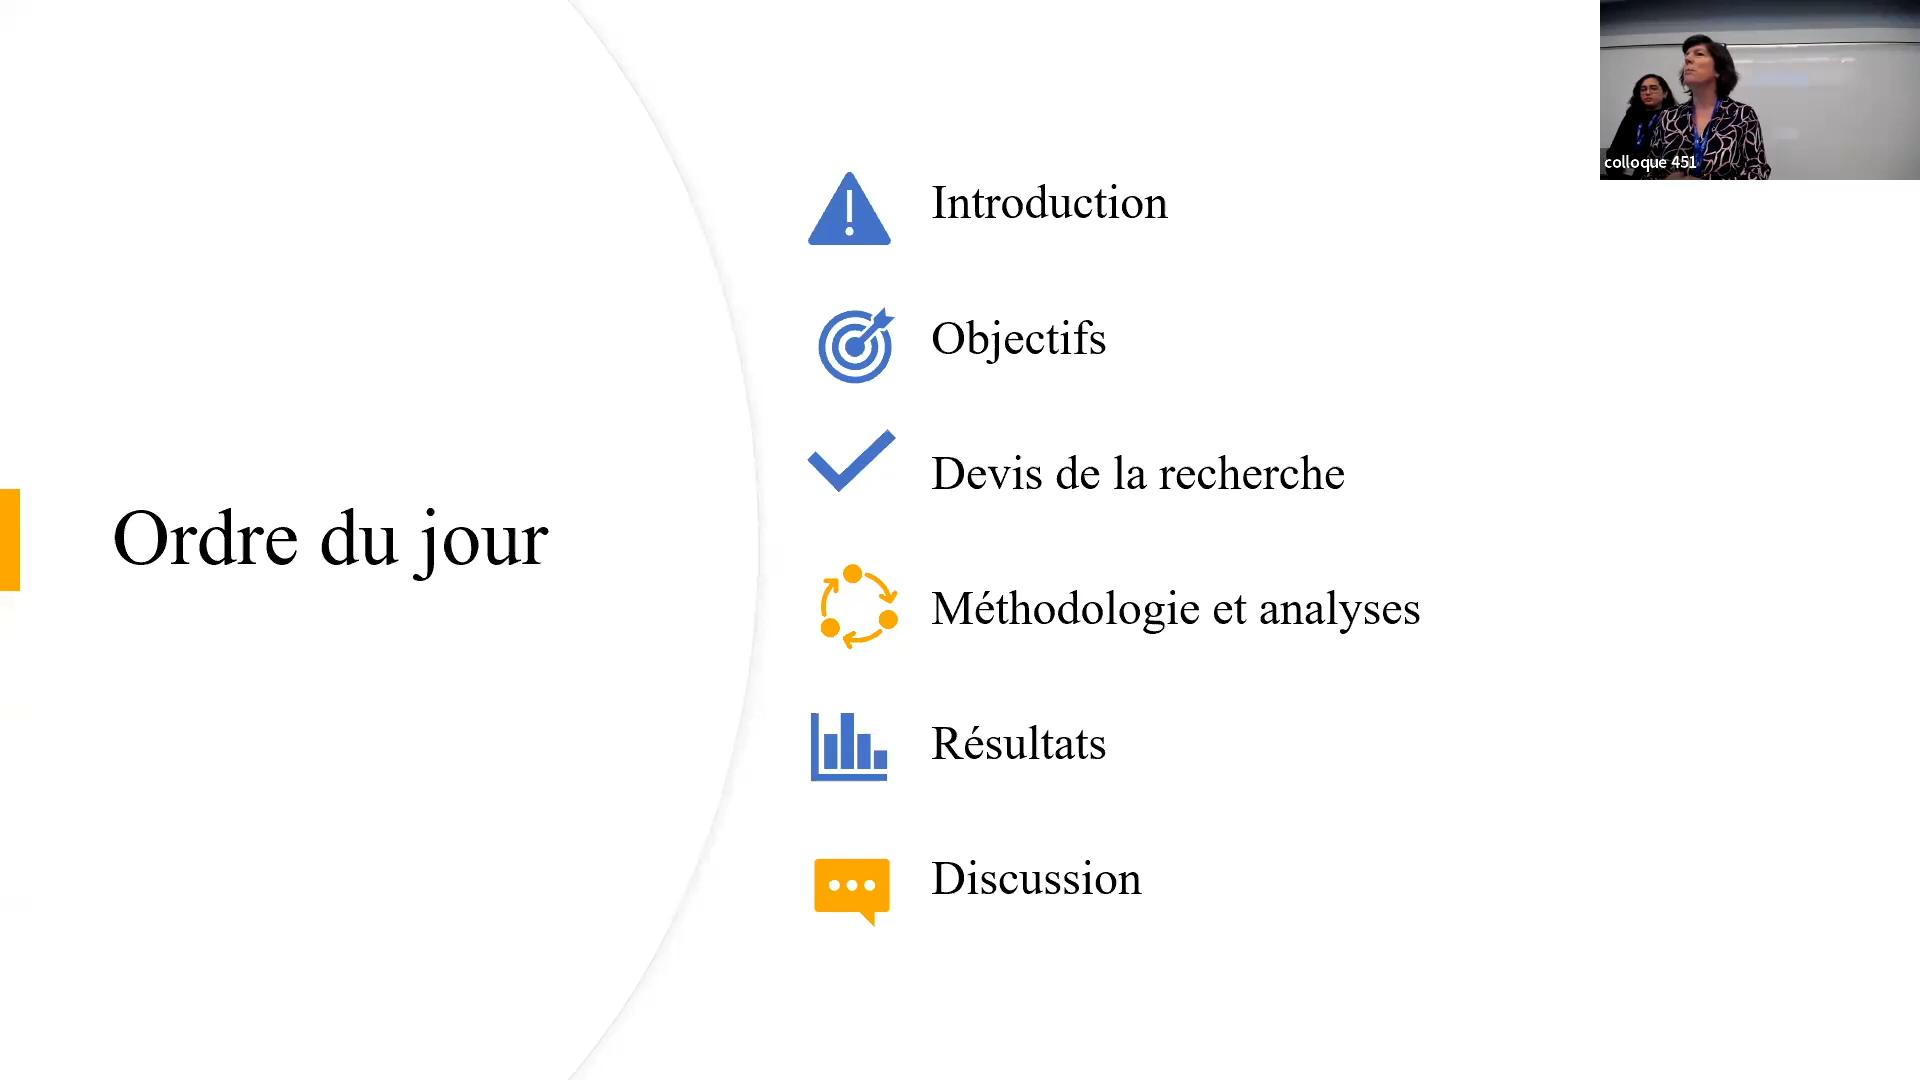 colloque 451
Ordre du jour
Introduction
Objectifs
Devis de la recherche
Méthodologie et analyses
Résultats
Discussion